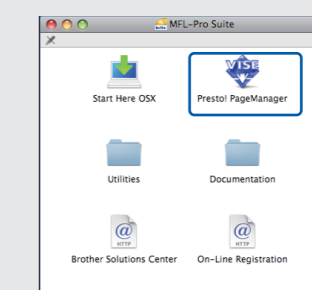 MFL-Pro Suite
VISE
Start Here OSX
Presto! PageManager
Utilities
Documentation
HTTP
HTTP
Brother Solutions Center
On-Line Registration